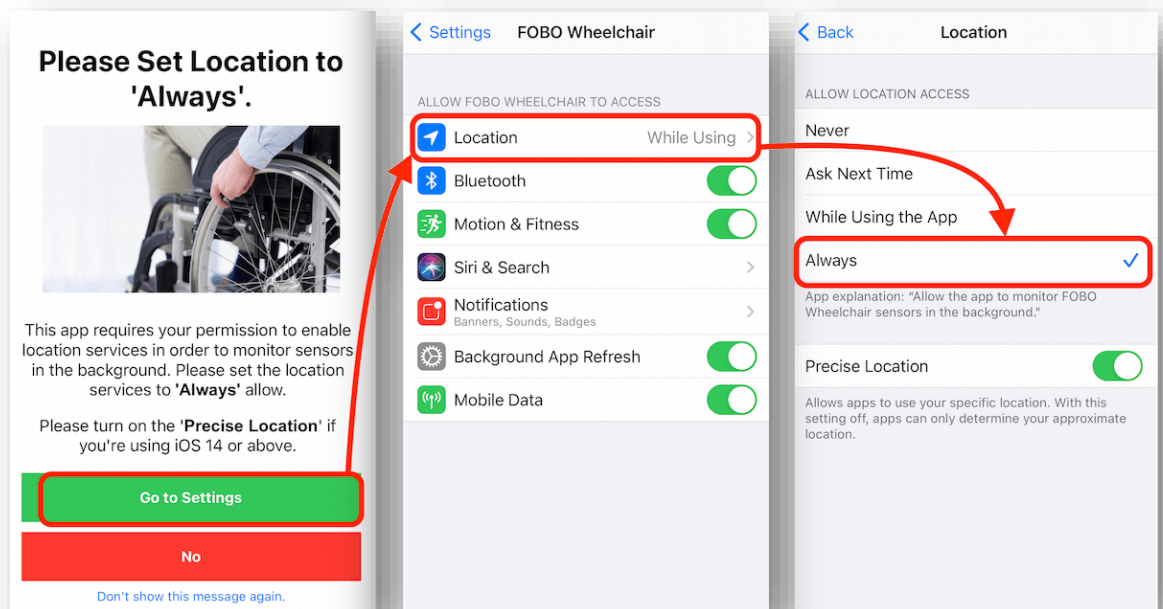 Please Set Location to
'Always'.
This app requires your permission to enable
location services in order to monitor sensors
in the background. Please set the location
services to 'Always' allow.
Please turn on the 'Precise Location' if
you're using iOS 14 or above.
Go to Settings
No
Don't show this message again.
Settings
FOBO Wheelchair
ALLOW FOBO WHEELCHAIR TO ACCESS
Location While Using
Bluetooth
Motion & Fitness
Siri & Search
Notifications
Banners, Sounds, Badges
Background App Refresh
Mobile Data
Back
Location
ALLOW LOCATION ACCESS
Never
Ask Next Time
While Using the App
Always
App explanation: “Allow the app to monitor FOBO
Wheelchair sensors in the background.”
Precise Location
Allows apps to use your specific location. With this
setting off, apps can only determine your approximate
location.